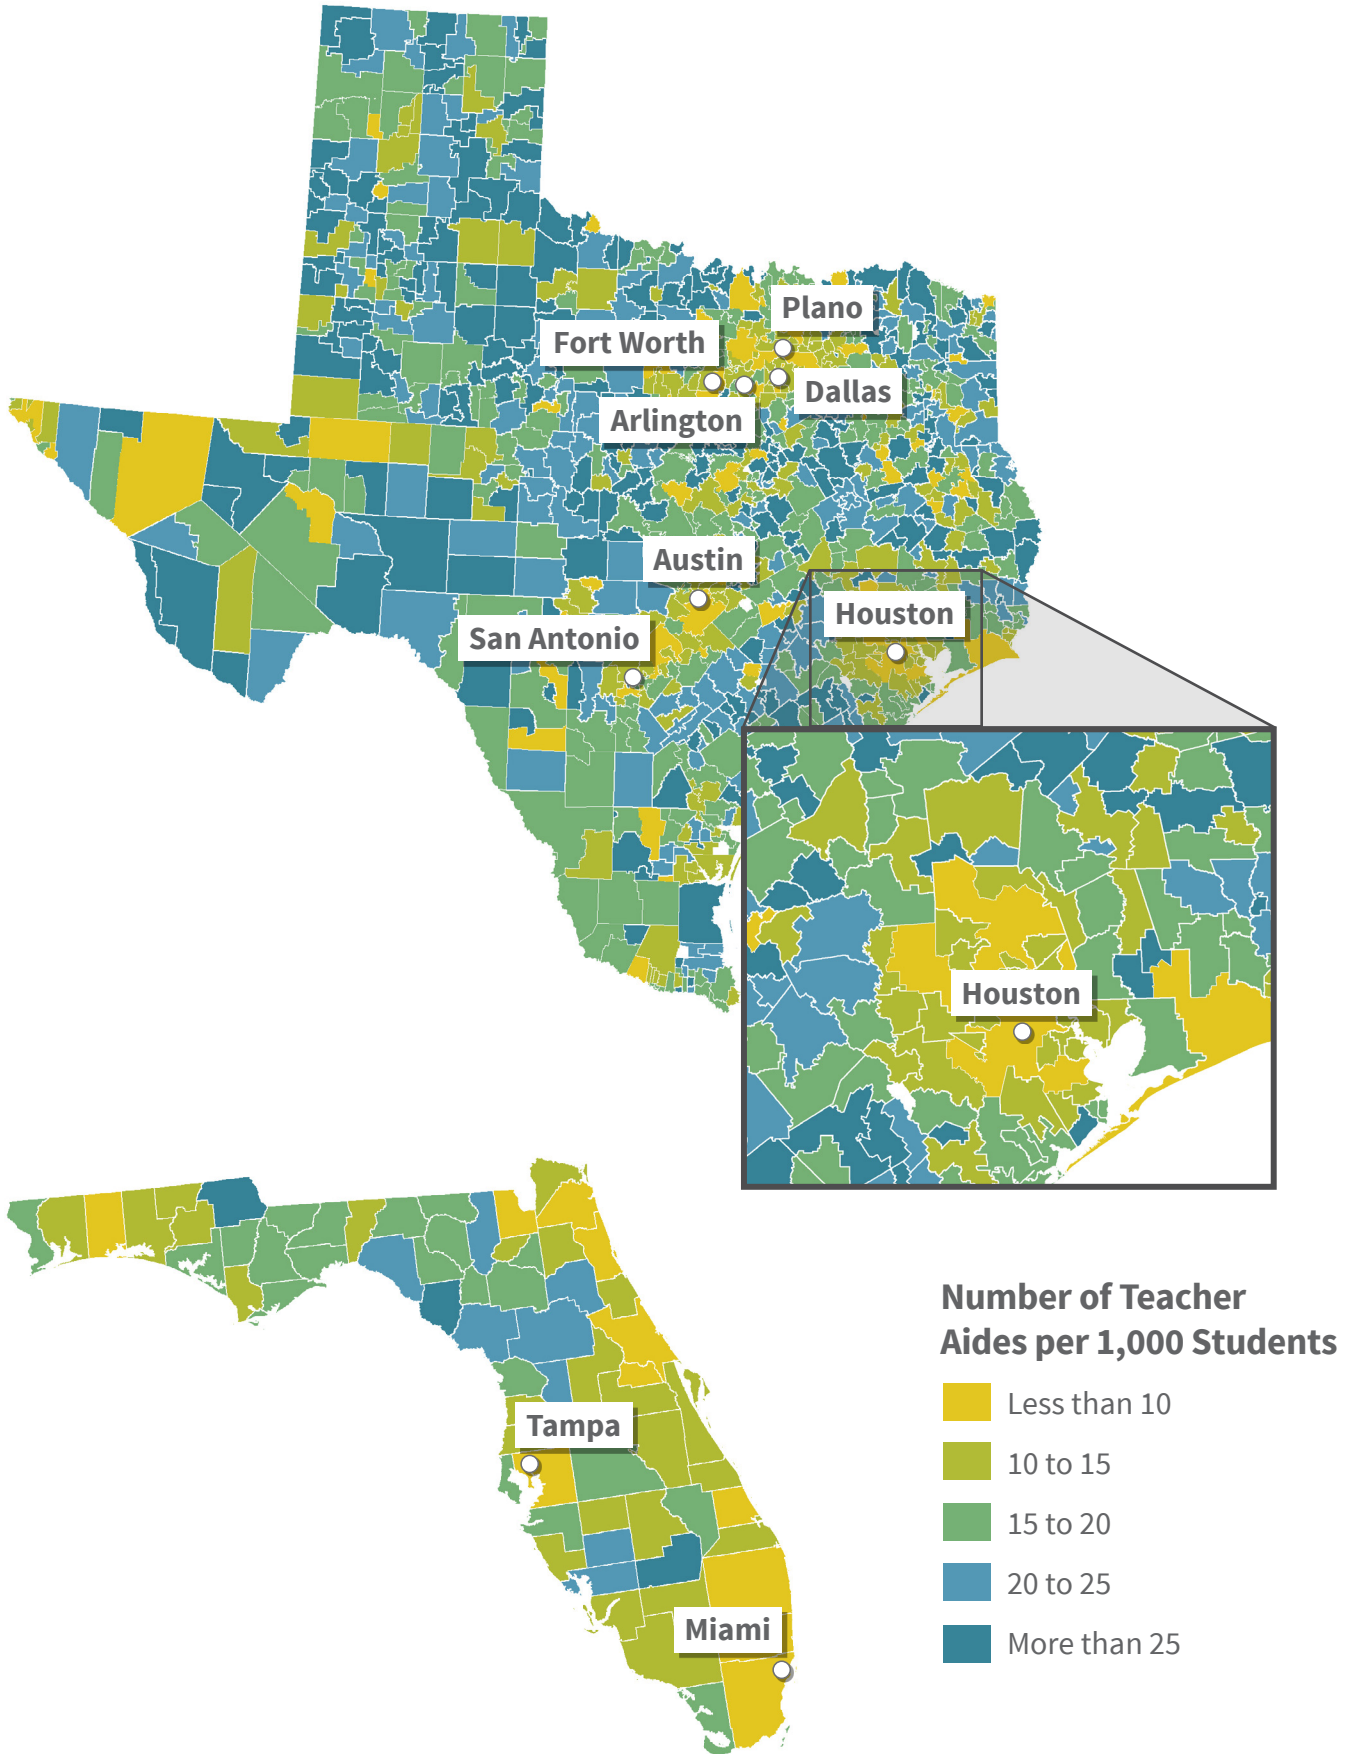 Plano
Fort Worth
Dallas
Arlington
Austin
Houston
San Antonio
Houston
Number of Teacher
Aides per 1,000 Students
Less than 10
10 to 15
15 to 20
20 to 25
More than 25
Tampa
Miami